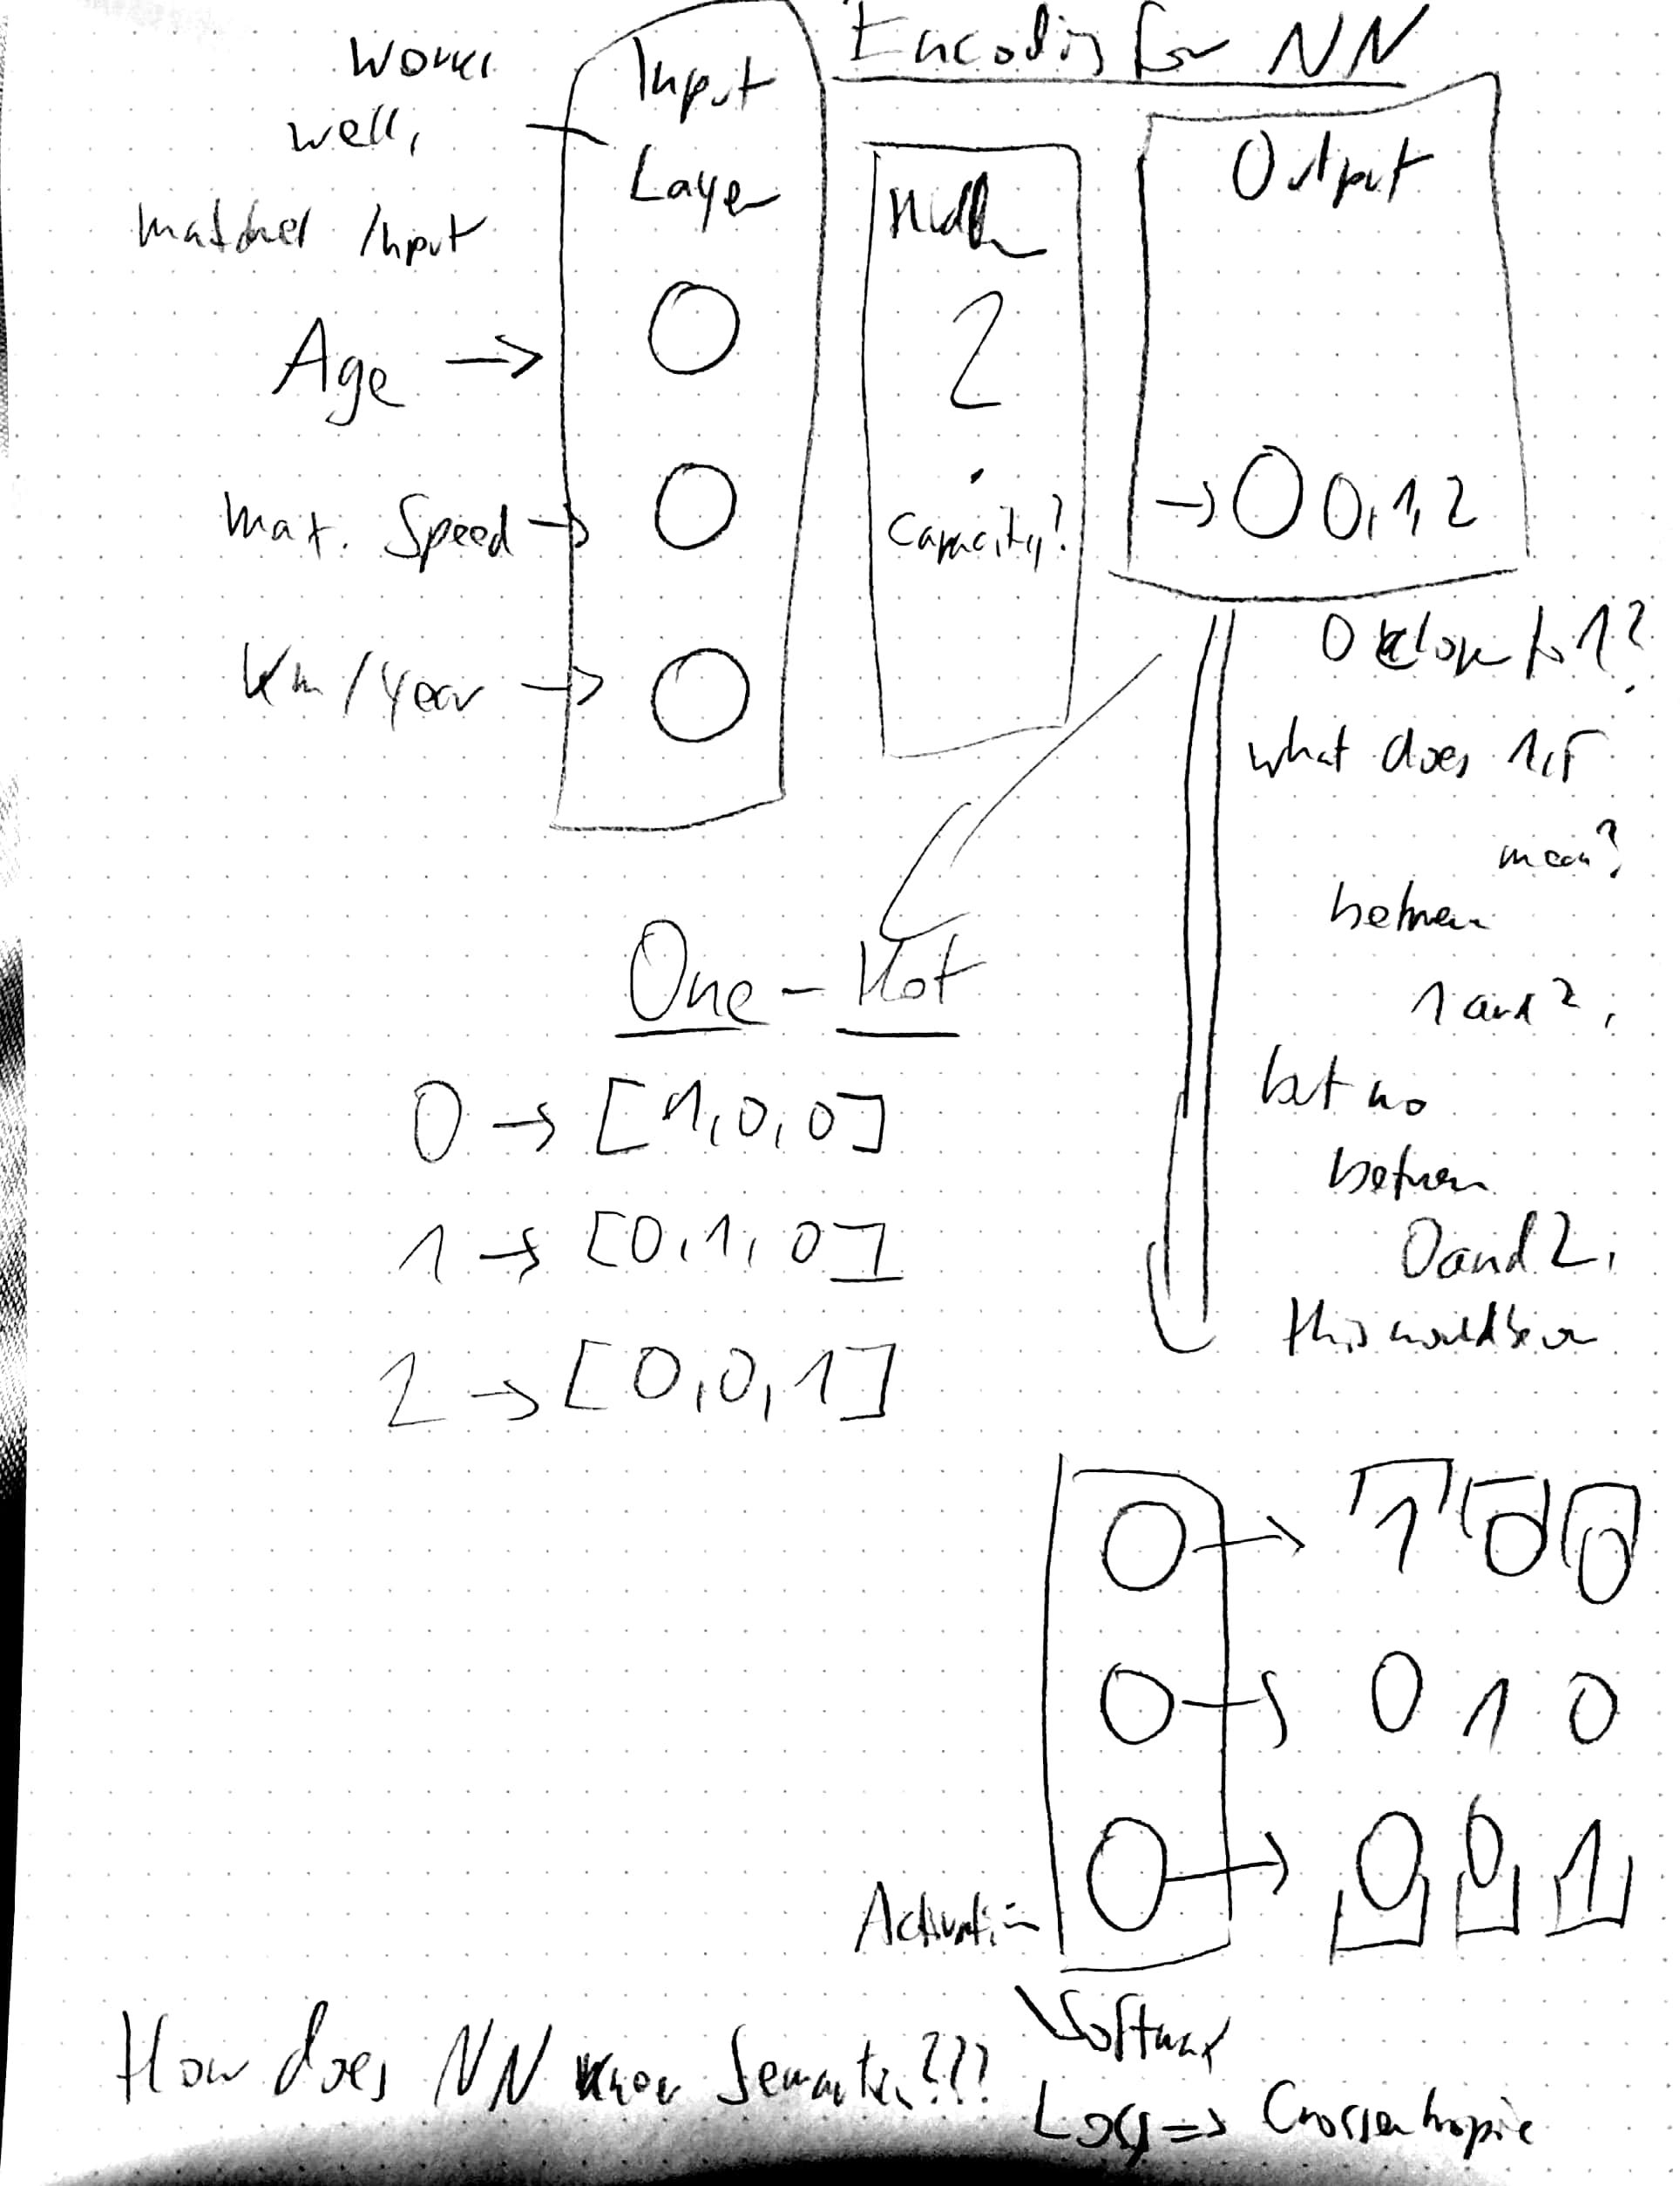 Encoding for NN
works
well,
matches Input
Input
Layer
Hidden
2
capacity?
Output
Age →
max. Speed →
km / Year →
→ O 0,1,2
0 close to 1?
what does 1,5
mean?
between
1 and 2,
but no
between
0 and 2,
this would be
One-Hot
0 → [1,0,0]
1 → [0,1,0]
2 → [0,0,1]
→ 1 0 0
→ 0 1 0
→ 0 0 1
Activation
Softmax
Loss => Crossentropie
How does NN know Semantics???